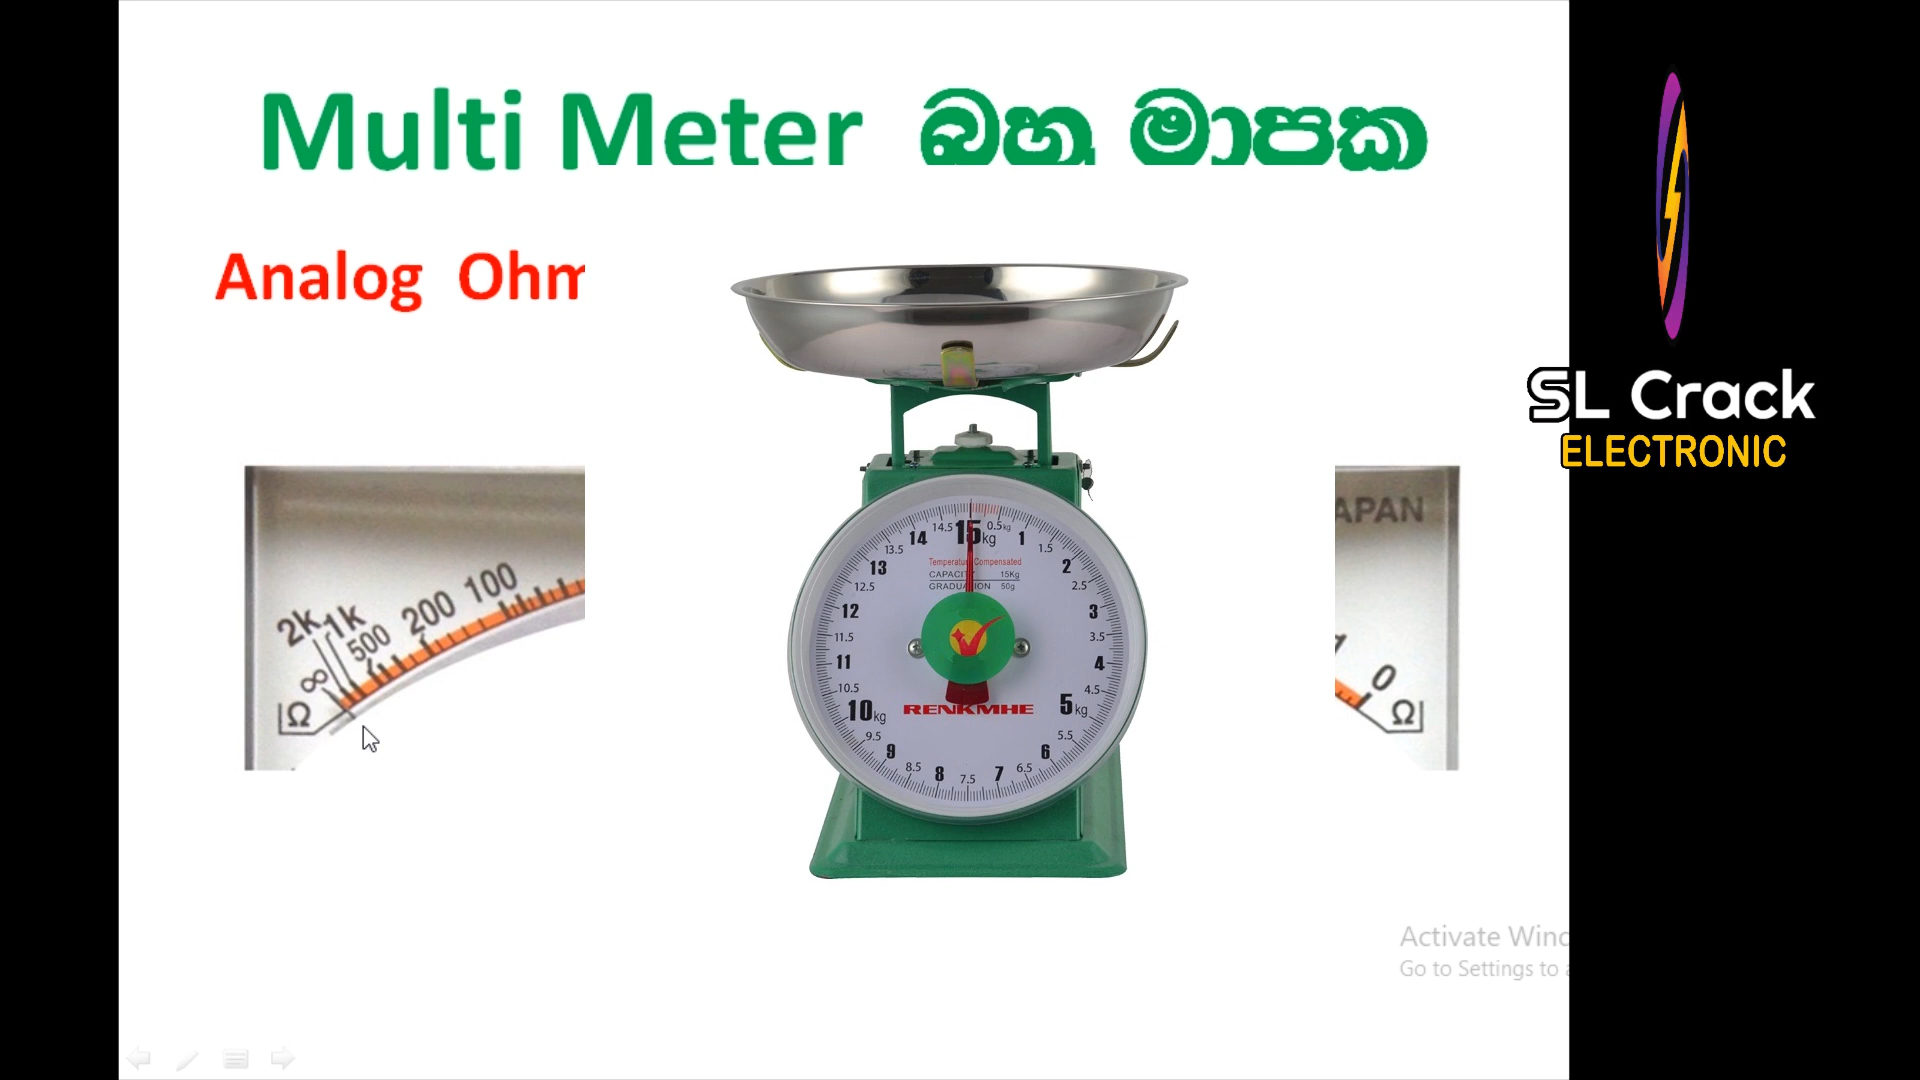 Multi Meter බහු මාපක
Analog Ohm
SL Crack
ELECTRONIC
2k 1k 500 200 100
∞
Ω
APAN
0
Ω
15 kg
0.5kg
1
1.5
2
2.5
3
3.5
4
4.5
5 kg
5.5
6
6.5
7
7.5
8
8.5
9
9.5
10 kg
10.5
11
11.5
12
12.5
13
13.5
14
14.5
Temperature Compensated
CAPACITY 15Kg
GRADUATION 50g
RENKMHE
Activate Wind
Go to Settings to a